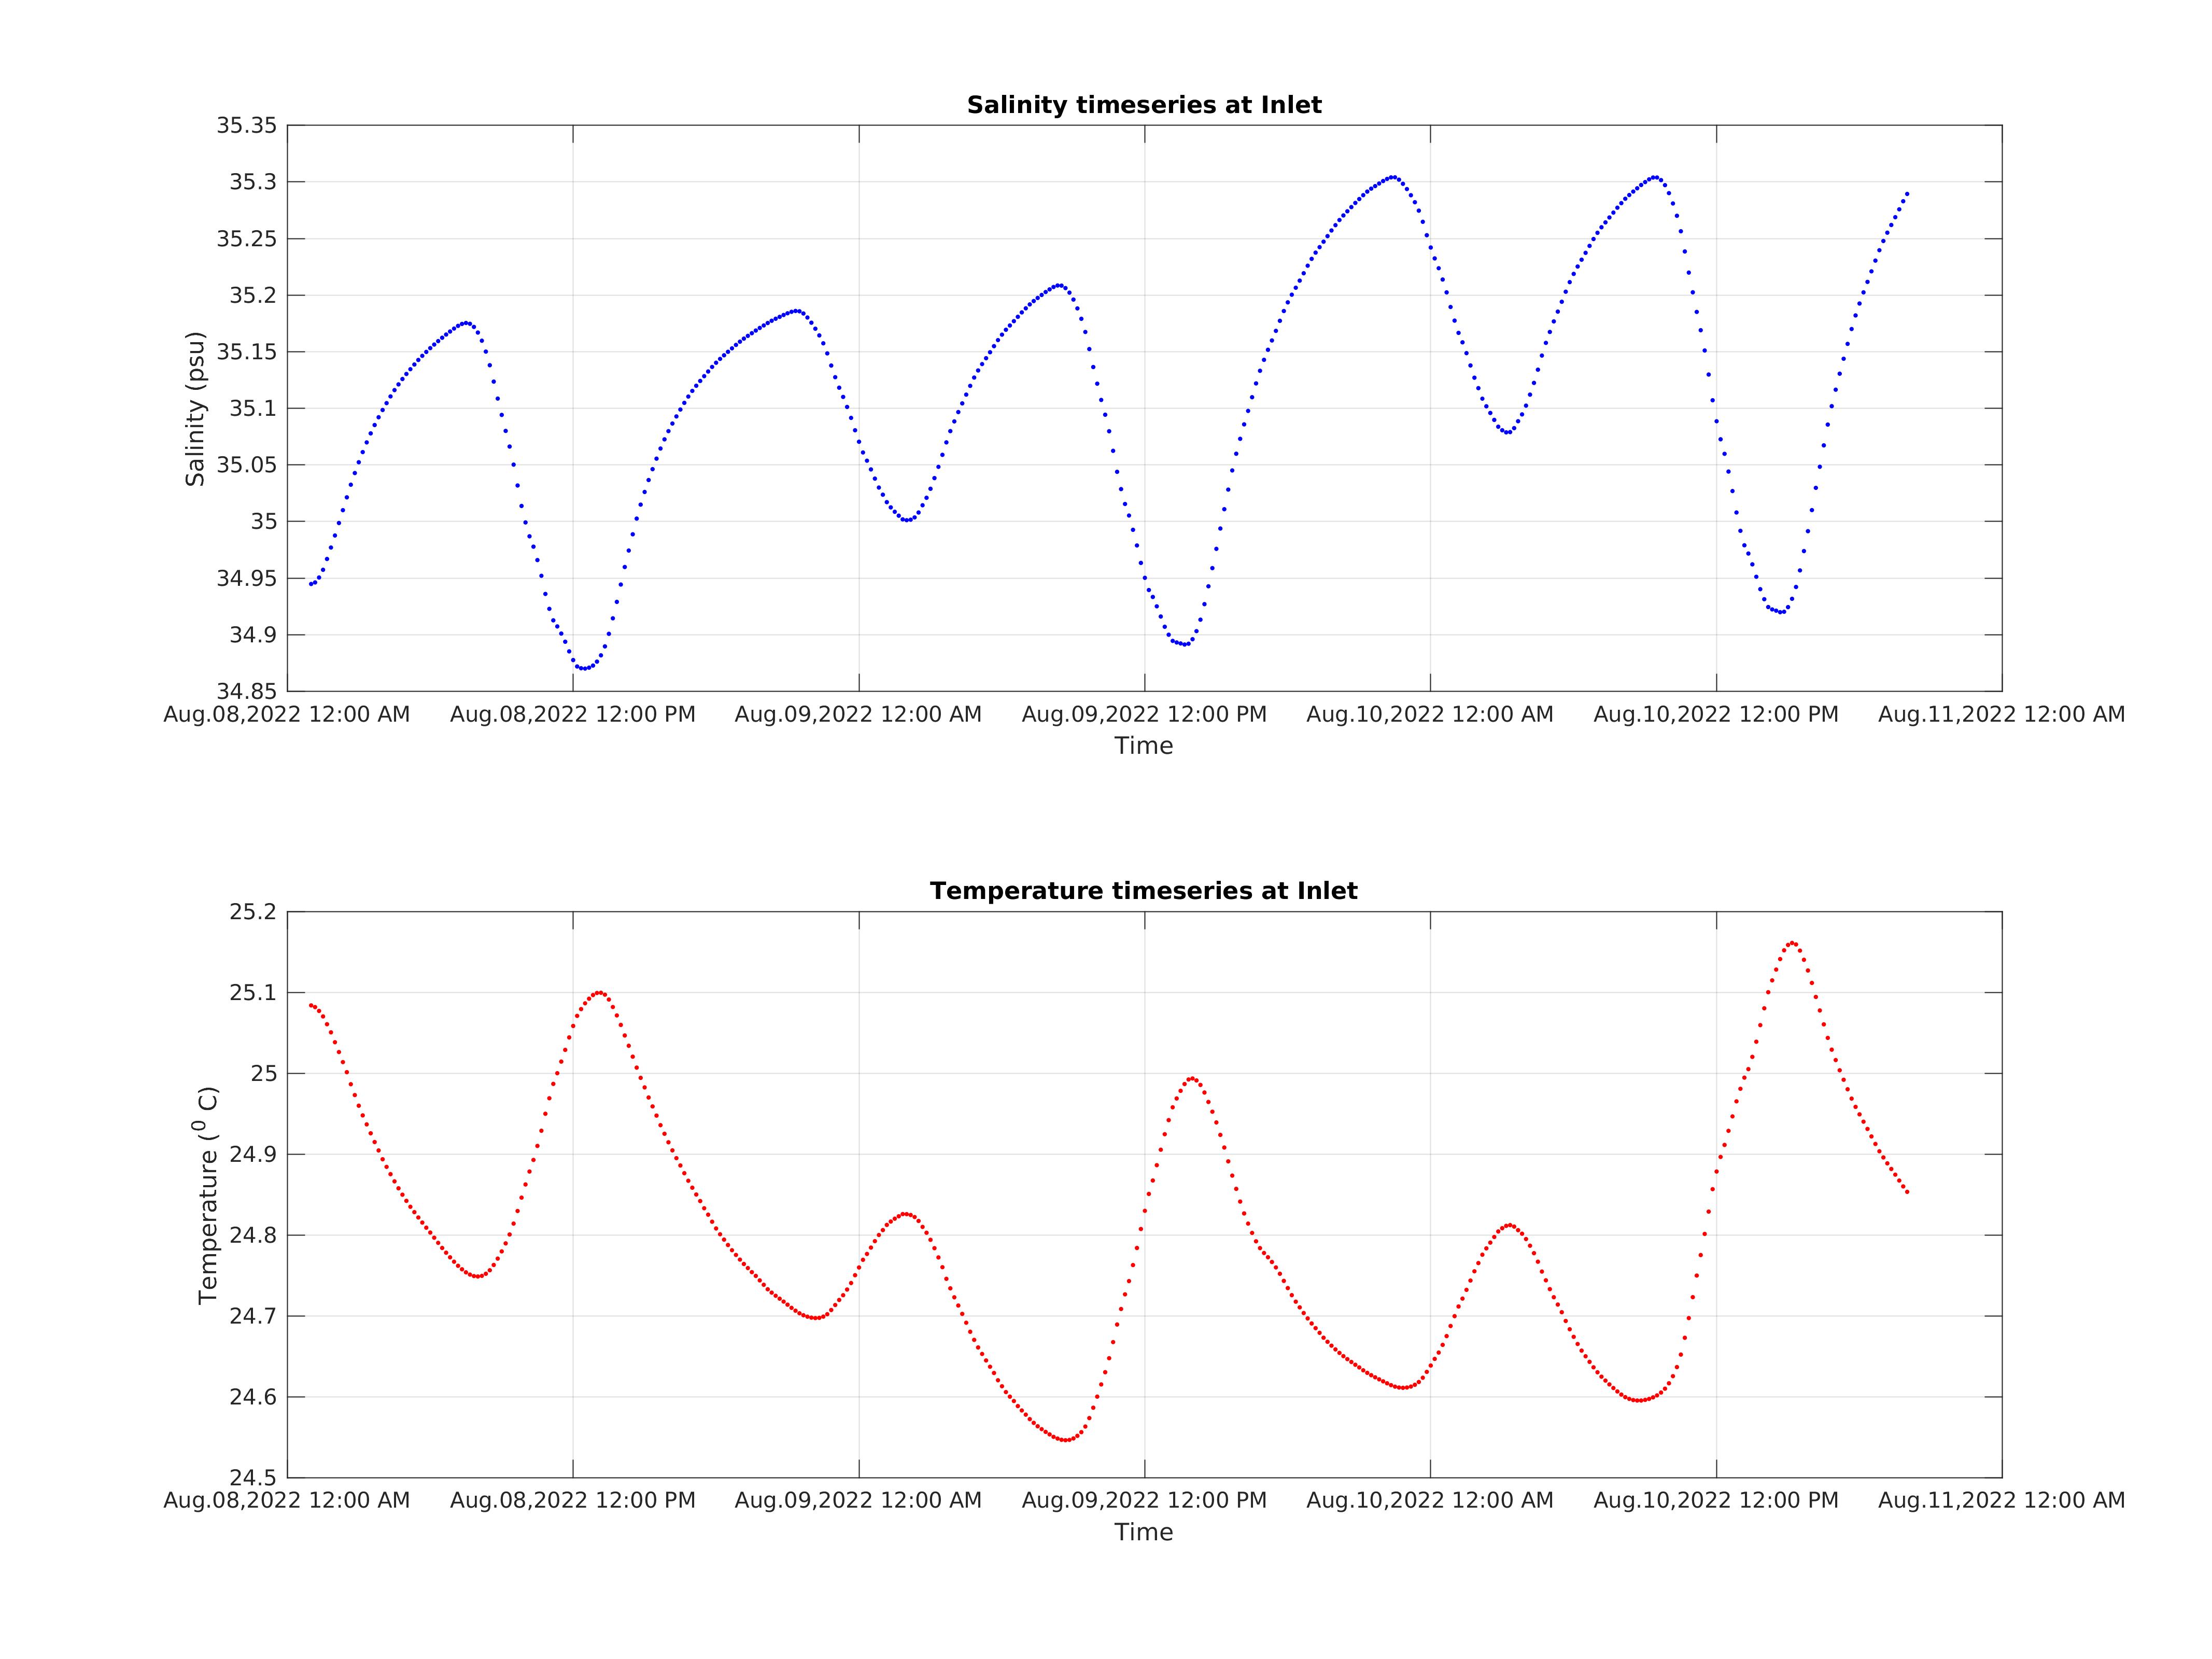 Salinity timeseries at Inlet
35.35
35.3
35.25
35.2
35.15
35.1
35.05
35
34.95
34.9
34.85
Salinity (psu)
Aug.08,2022 12:00 AM Aug.08,2022 12:00 PM Aug.09,2022 12:00 AM Aug.09,2022 12:00 PM Aug.10,2022 12:00 AM Aug.10,2022 12:00 PM Aug.11,2022 12:00 AM
Time
Temperature timeseries at Inlet
25.2
25.1
25
24.9
24.8
24.7
24.6
24.5
Temperature (⁰ C)
Aug.08,2022 12:00 AM Aug.08,2022 12:00 PM Aug.09,2022 12:00 AM Aug.09,2022 12:00 PM Aug.10,2022 12:00 AM Aug.10,2022 12:00 PM Aug.11,2022 12:00 AM
Time